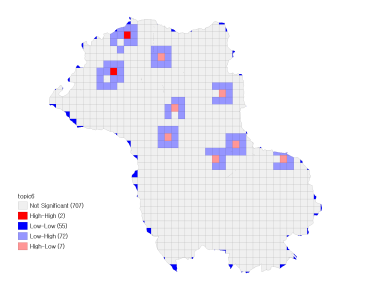 topic6
Not Significant (707)
High-High (2)
Low-Low (55)
Low-High (72)
High-Low (7)